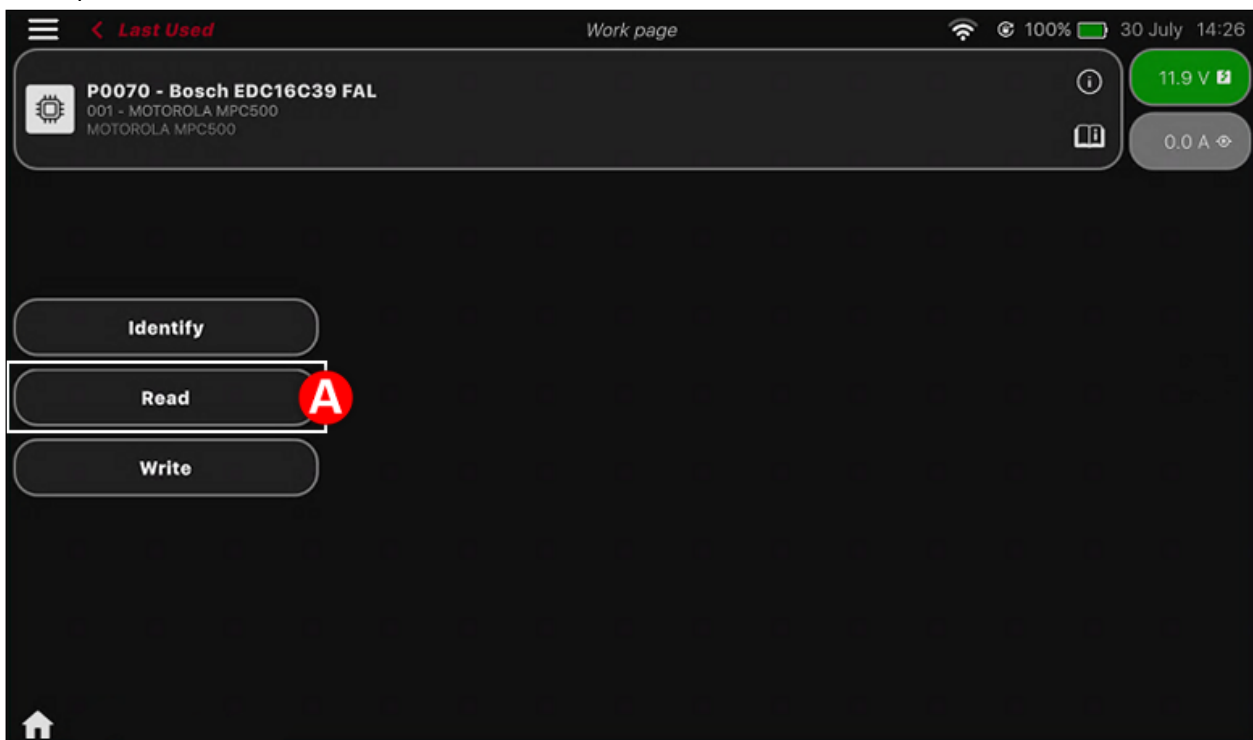 Last Used Work page 100% 30 July 14:26
P0070 - Bosch EDC16C39 FAL
001 - MOTOROLA MPC500
MOTOROLA MPC500
11.9 V
0.0 A
Identify
Read A
Write